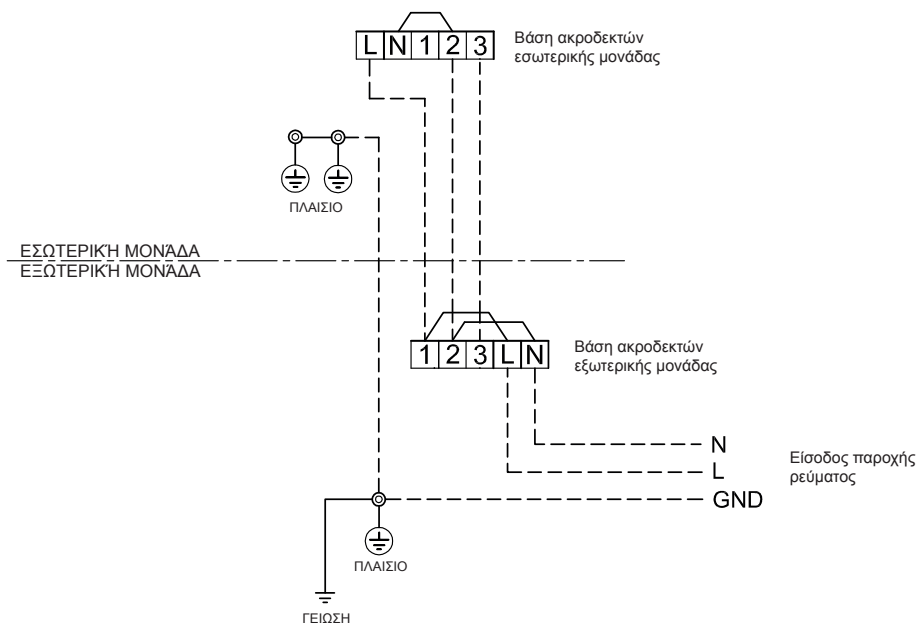 L N 1 2 3
Βάση ακροδεκτών
εσωτερικής μονάδας
ΠΛΑΙΣΙΟ
ΕΣΩΤΕΡΙΚΉ ΜΟΝΆΔΑ
ΕΞΩΤΕΡΙΚΉ ΜΟΝΆΔΑ
1 2 3 L N
Βάση ακροδεκτών
εξωτερικής μονάδας
N
L
GND
Είσοδος παροχής
ρεύματος
ΠΛΑΙΣΙΟ
ΓΕΙΩΣΗ